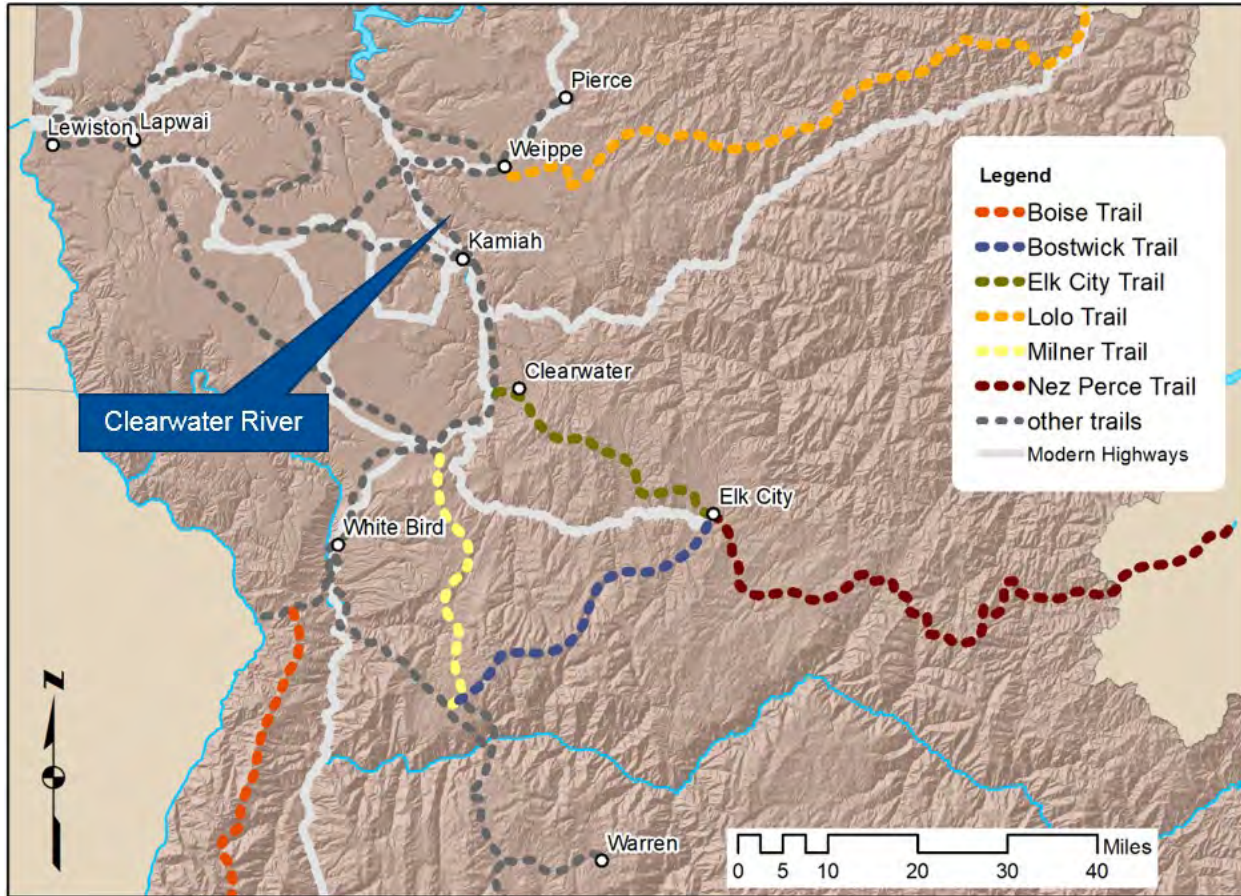 Pierce
Lewiston
Lapwai
Weippe
Kamiah
Clearwater River
Clearwater
Elk City
White Bird
Warren
Legend
Boise Trail
Bostwick Trail
Elk City Trail
Lolo Trail
Milner Trail
Nez Perce Trail
other trails
Modern Highways
N
Miles
0 5 10 20 30 40